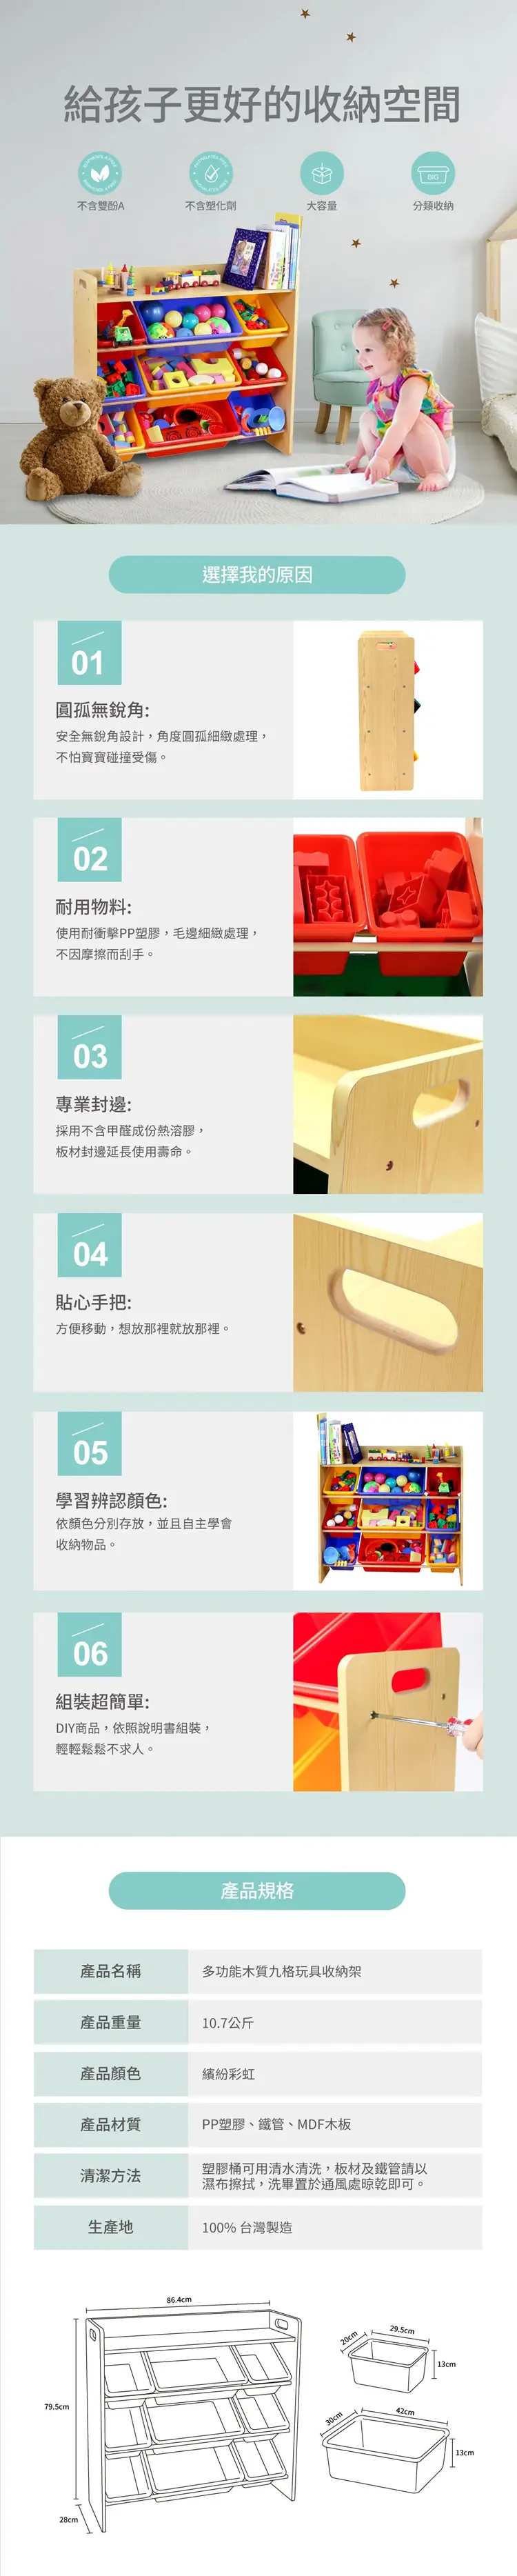 給孩子更好的收納空間
BIG
不含雙酚A
不含塑化劑
大容量
分類收納
選擇我的原因
01
圓孤無銳角:
安全無銳角設計，角度圓孤細緻處理，
不怕寶寶碰撞受傷。
02
耐用物料:
使用耐衝擊PP塑膠，毛邊細緻處理，
不因摩擦而刮手。
03
專業封邊:
採用不含甲醛成份熱溶膠，
板材封邊延長使用壽命。
04
貼心手把:
方便移動，想放那裡就放那裡。
05
學習辨認顏色:
依顏色分別存放，並且自主學會
收納物品。
06
組裝超簡單:
DIY商品，依照說明書組裝，
輕輕鬆鬆不求人。
產品規格
產品名稱
多功能木質九格玩具收納架
產品重量
10.7公斤
產品顏色
繽紛彩虹
產品材質
PP塑膠、鐵管、MDF木板
清潔方法
塑膠桶可用清水清洗，板材及鐵管請以
濕布擦拭，洗畢置於通風處晾乾即可。
生產地
100% 台灣製造
86.4cm
79.5cm
28cm
20cm
29.5cm
13cm
30cm
42cm
13cm